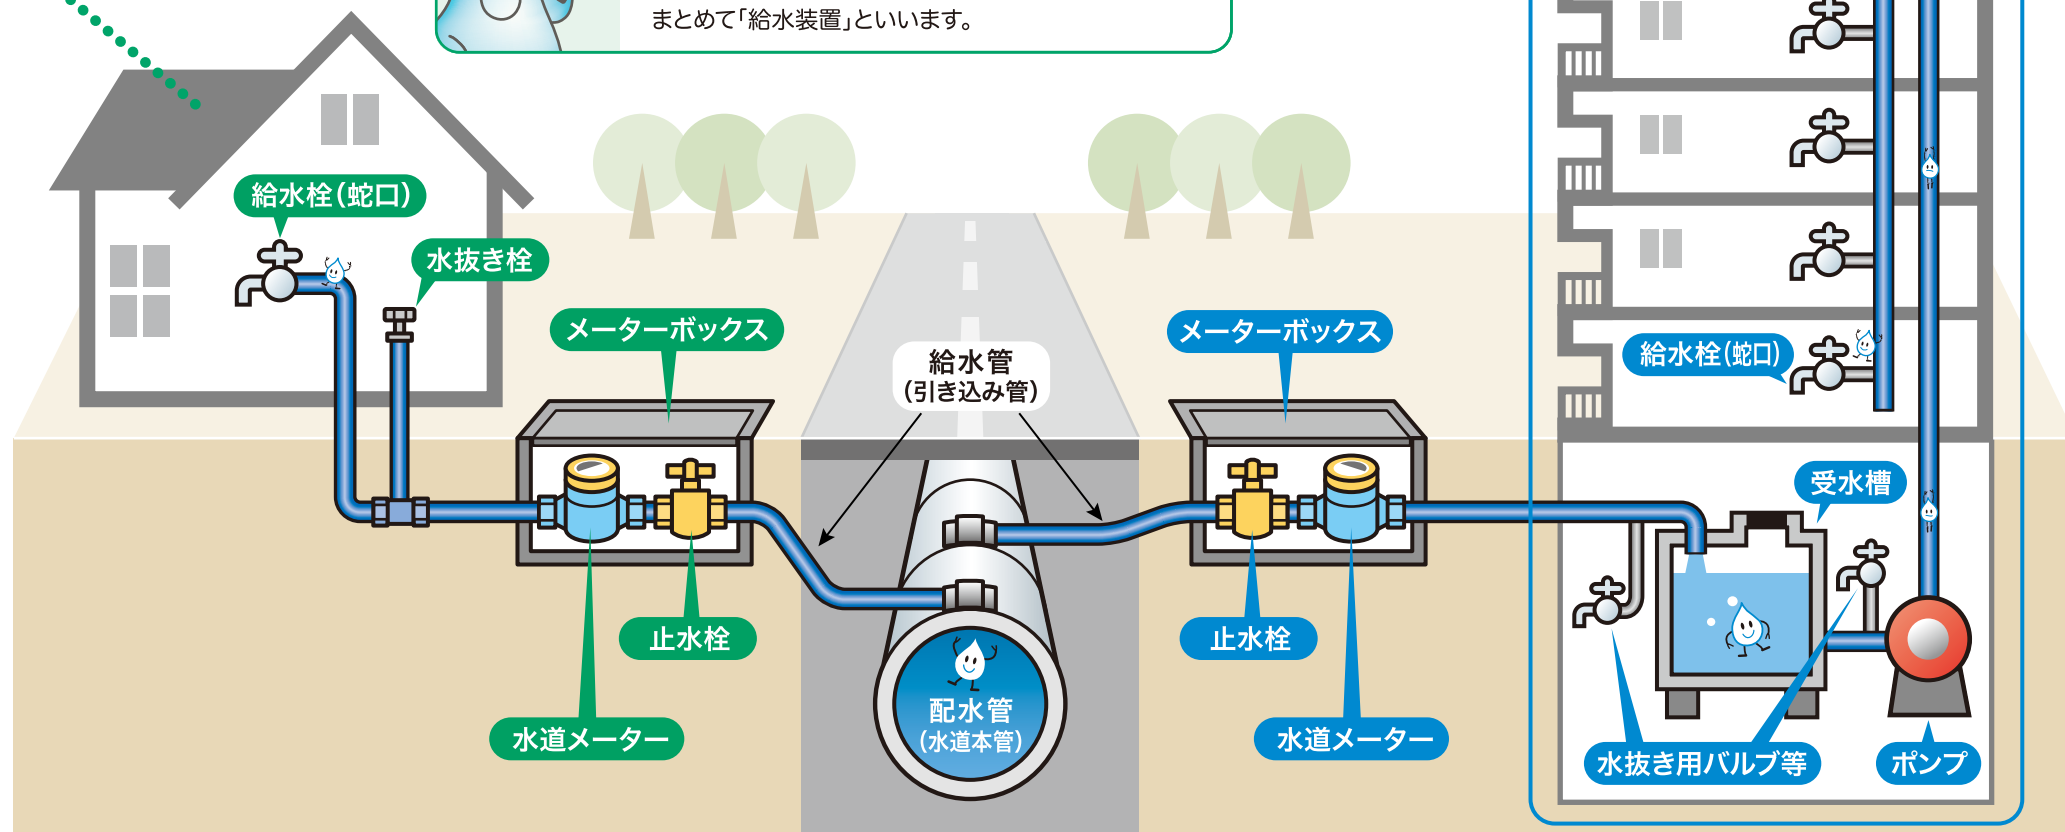 まとめて「給水装置」といいます。
給水栓(蛇口)
水抜き栓
メーターボックス
メーターボックス
給水管
(引き込み管)
給水栓(蛇口)
受水槽
止水栓
止水栓
配水管
(水道本管)
水道メーター
水道メーター
水抜き用バルブ等
ポンプ